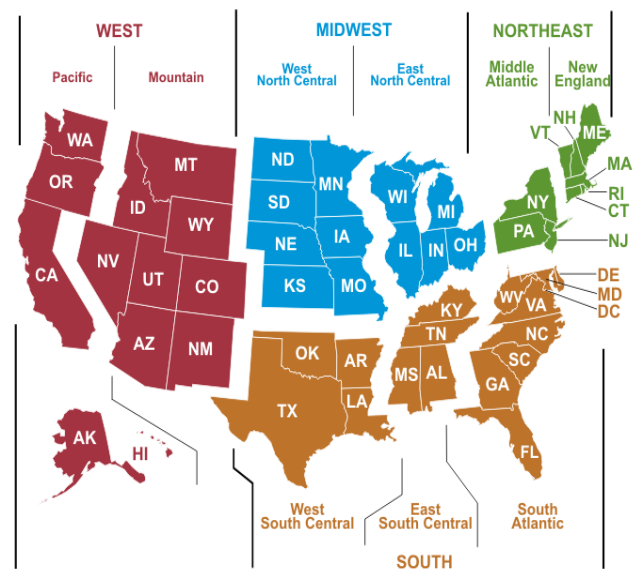 WEST
MIDWEST
NORTHEAST
Pacific
Mountain
West
North Central
East
North Central
Middle
Atlantic
New
England
WA
OR
CA
NV
ID
MT
WY
UT
CO
AZ
NM
AK
HI
ND
SD
NE
KS
MN
IA
MO
WI
IL
MI
IN
OH
NH
VT
ME
MA
RI
CT
NY
PA
NJ
DE
MD
DC
WV
VA
NC
SC
GA
FL
KY
TN
MS
AL
OK
AR
TX
LA
West
South Central
East
South Central
South
Atlantic
SOUTH